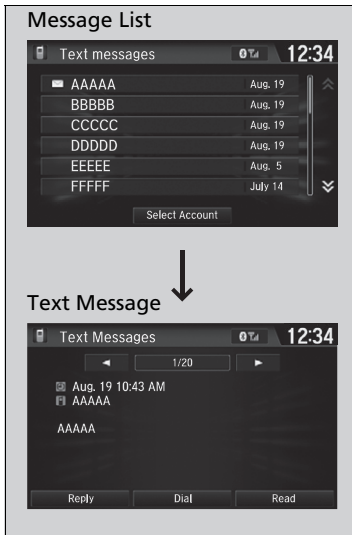 Message List
Text messages 12:34
AAAAA Aug. 19
BBBBB Aug. 19
CCCCC Aug. 19
DDDDD Aug. 19
EEEEE Aug. 5
FFFFF July 14
Select Account
Text Message
Text Messages 12:34
1/20
Aug. 19 10:43 AM
AAAAA
AAAAA
Reply Dial Read